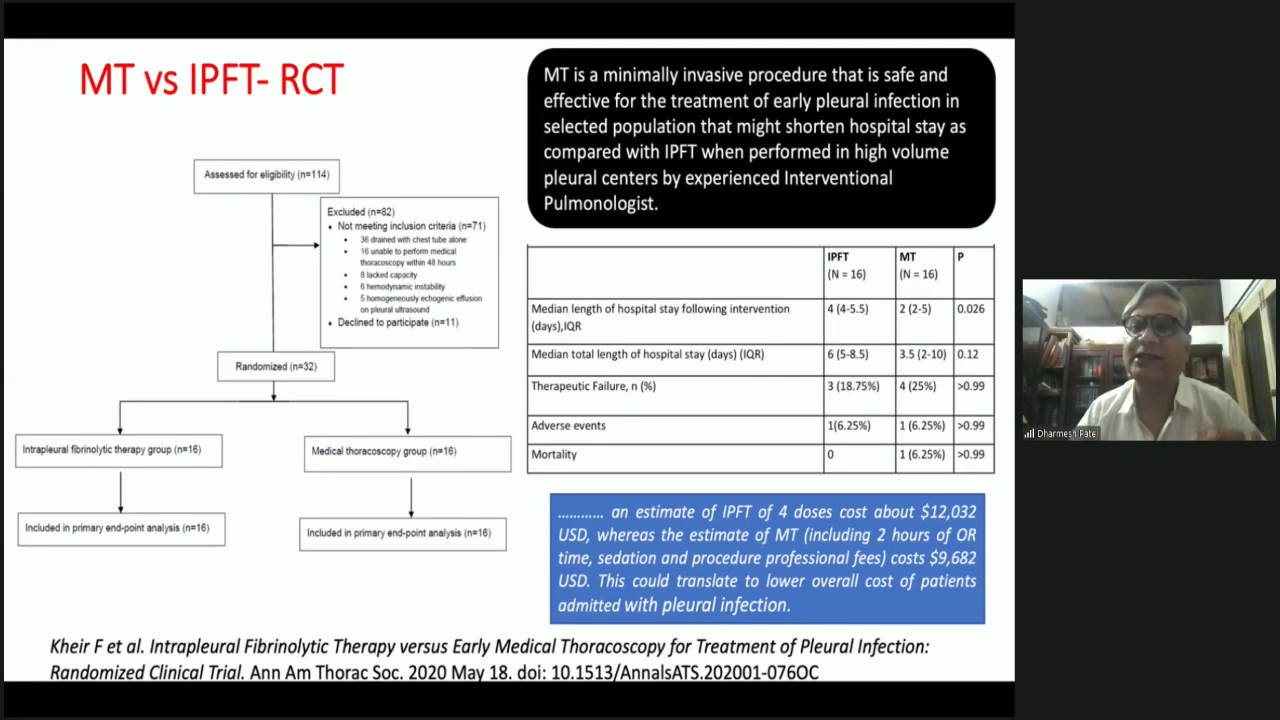 MT vs IPFT- RCT
MT is a minimally invasive procedure that is safe and
effective for the treatment of early pleural infection in
selected population that might shorten hospital stay as
compared with IPFT when performed in high volume
pleural centers by experienced Interventional
Pulmonologist.
Assessed for eligibility (n=114)
Excluded (n=82)
• Not meeting inclusion criteria (n=71)
• 36 drained with chest tube alone
• 16 unable to perform medical
thoracoscopy within 48 hours
• 8 lacked capacity
• 6 hemodynamic instability
• 5 homogeneously echogenic effusion
on pleural ultrasound
• Declined to participate (n=11)
Randomized (n=32)
Intrapleural fibrinolytic therapy group (n=16)
Medical thoracoscopy group (n=16)
Included in primary end-point analysis (n=16)
Included in primary end-point analysis (n=16)
IPFT MT P
(N = 16) (N = 16)
Median length of hospital stay following intervention 4 (4-5.5) 2 (2-5) 0.026
(days),IQR
Median total length of hospital stay (days) (IQR) 6 (5-8.5) 3.5 (2-10) 0.12
Therapeutic Failure, n (%) 3 (18.75%) 4 (25%) >0.99
Adverse events 1(6.25%) 1 (6.25%) >0.99
Mortality 0 1 (6.25%) >0.99
............ an estimate of IPFT of 4 doses cost about $12,032
USD, whereas the estimate of MT (including 2 hours of OR
time, sedation and procedure professional fees) costs $9,682
USD. This could translate to lower overall cost of patients
admitted with pleural infection.
Kheir F et al. Intrapleural Fibrinolytic Therapy versus Early Medical Thoracoscopy for Treatment of Pleural Infection:
Randomized Clinical Trial. Ann Am Thorac Soc. 2020 May 18. doi: 10.1513/AnnalsATS.202001-076OC
Dharmesh Patel